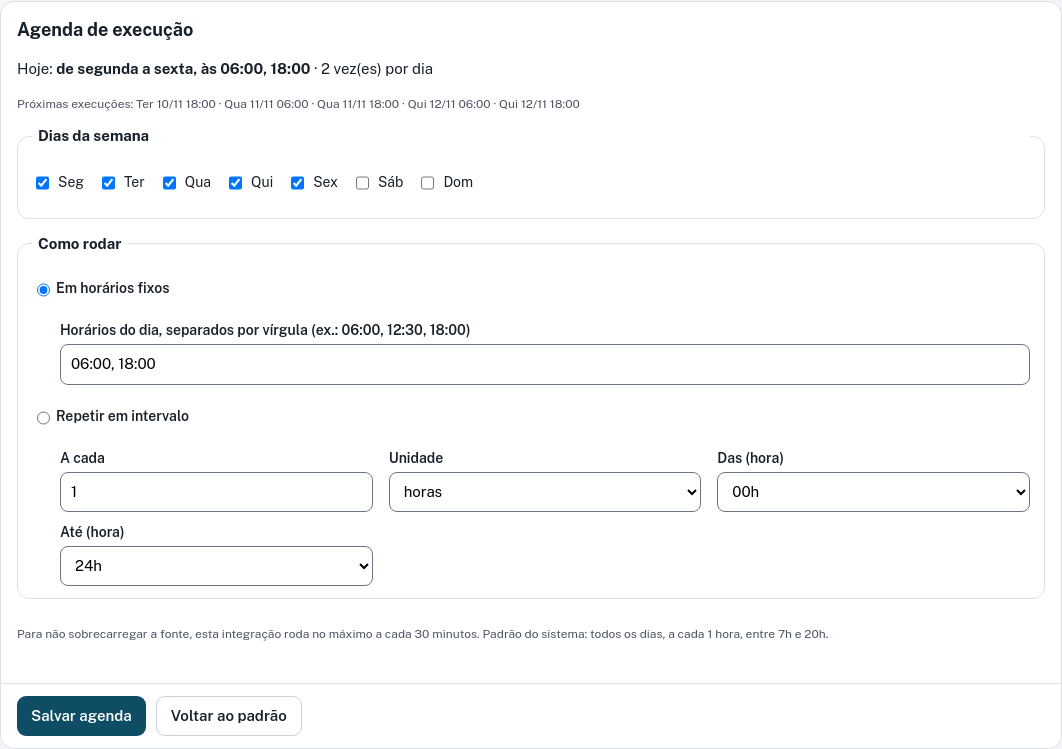 Agenda de execução
Hoje: de segunda a sexta, às 06:00, 18:00 · 2 vez(es) por dia
Próximas execuções: Ter 10/11 18:00 · Qua 11/11 06:00 · Qua 11/11 18:00 · Qui 12/11 06:00 · Qui 12/11 18:00
Dias da semana
Seg Ter Qua Qui Sex Sáb Dom
Como rodar
Em horários fixos
Horários do dia, separados por vírgula (ex.: 06:00, 12:30, 18:00)
06:00, 18:00
Repetir em intervalo
A cada Unidade Das (hora)
1 horas 00h
Até (hora)
24h
Para não sobrecarregar a fonte, esta integração roda no máximo a cada 30 minutos. Padrão do sistema: todos os dias, a cada 1 hora, entre 7h e 20h.
Salvar agenda Voltar ao padrão